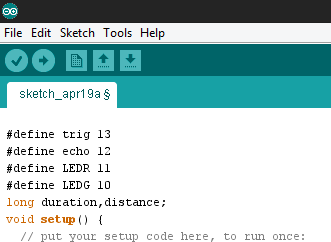 File Edit Sketch Tools Help
sketch_apr19a §
#define trig 13
#define echo 12
#define LEDR 11
#define LEDG 10
long duration,distance;
void setup() {
// put your setup code here, to run once: